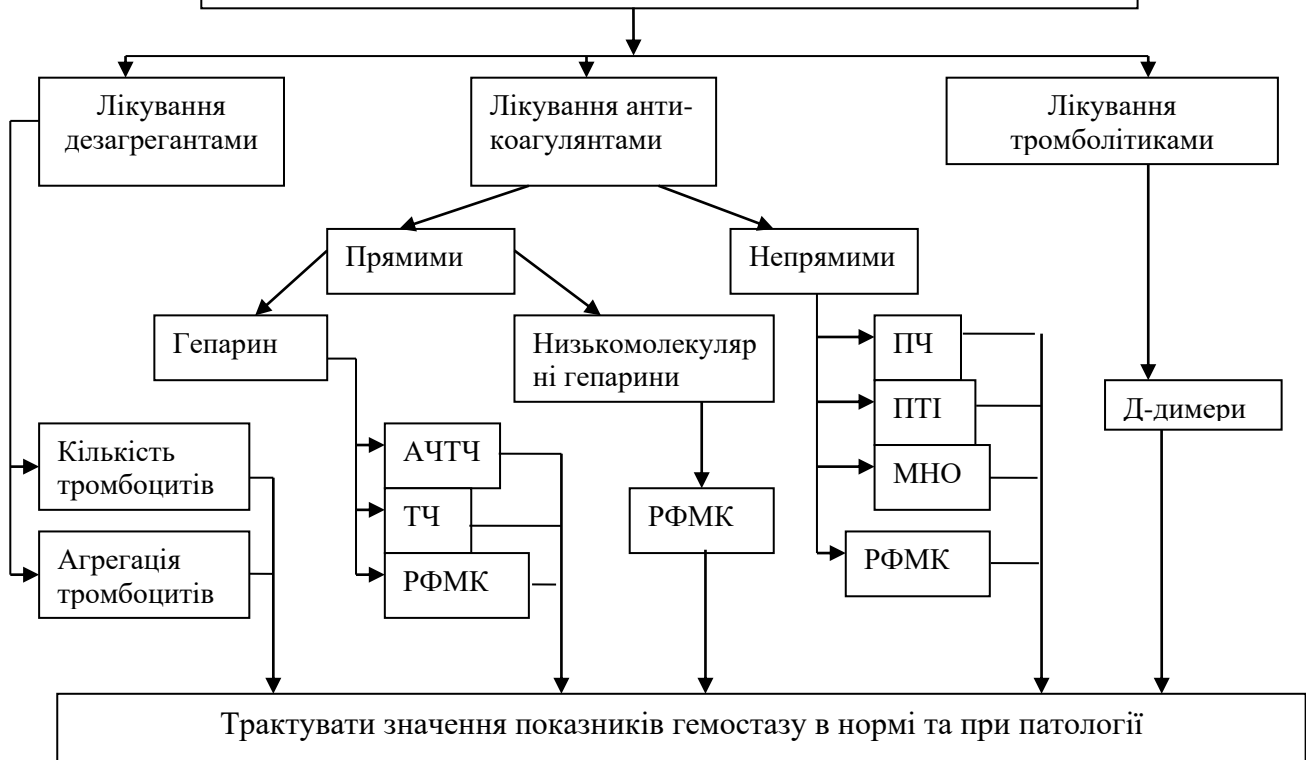 Лікування
дезагрегантами
Лікування анти-
коагулянтами
Лікування
тромболітиками
Прямими
Непрямими
Гепарин
Низькомолекуляр
ні гепарини
ПЧ
ПТІ
МНО
РФМК
Д-димери
Кількість
тромбоцитів
Агрегація
тромбоцитів
АЧТЧ
ТЧ
РФМК
РФМК
Трактувати значення показників гемостазу в нормі та при патології